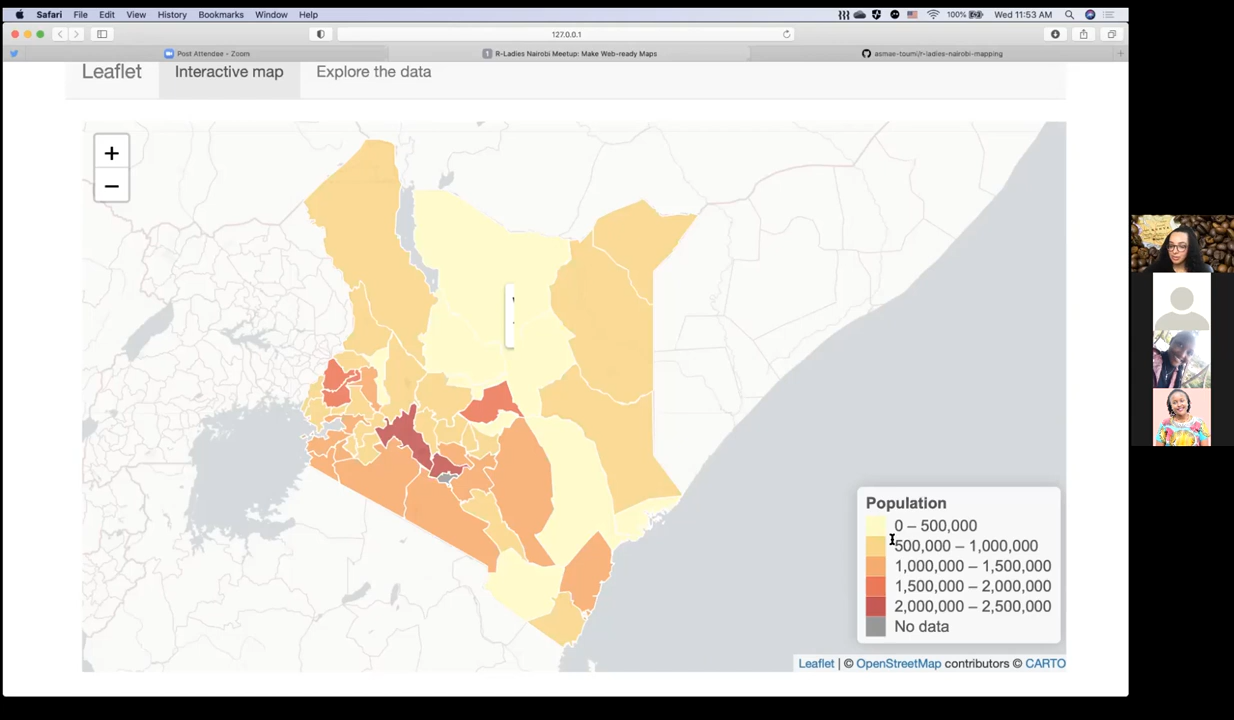 Safari File Edit View History Bookmarks Window Help 100% Wed 11:53 AM
127.0.0.1
Post Attendee - Zoom
1 R-Ladies Nairobi Meetup: Make Web-ready Maps
asmae-toumi/r-ladies-nairobi-mapping
Leaflet Interactive map Explore the data
+
−
Population
0 – 500,000
500,000 – 1,000,000
1,000,000 – 1,500,000
1,500,000 – 2,000,000
2,000,000 – 2,500,000
No data
Leaflet | © OpenStreetMap contributors © CARTO